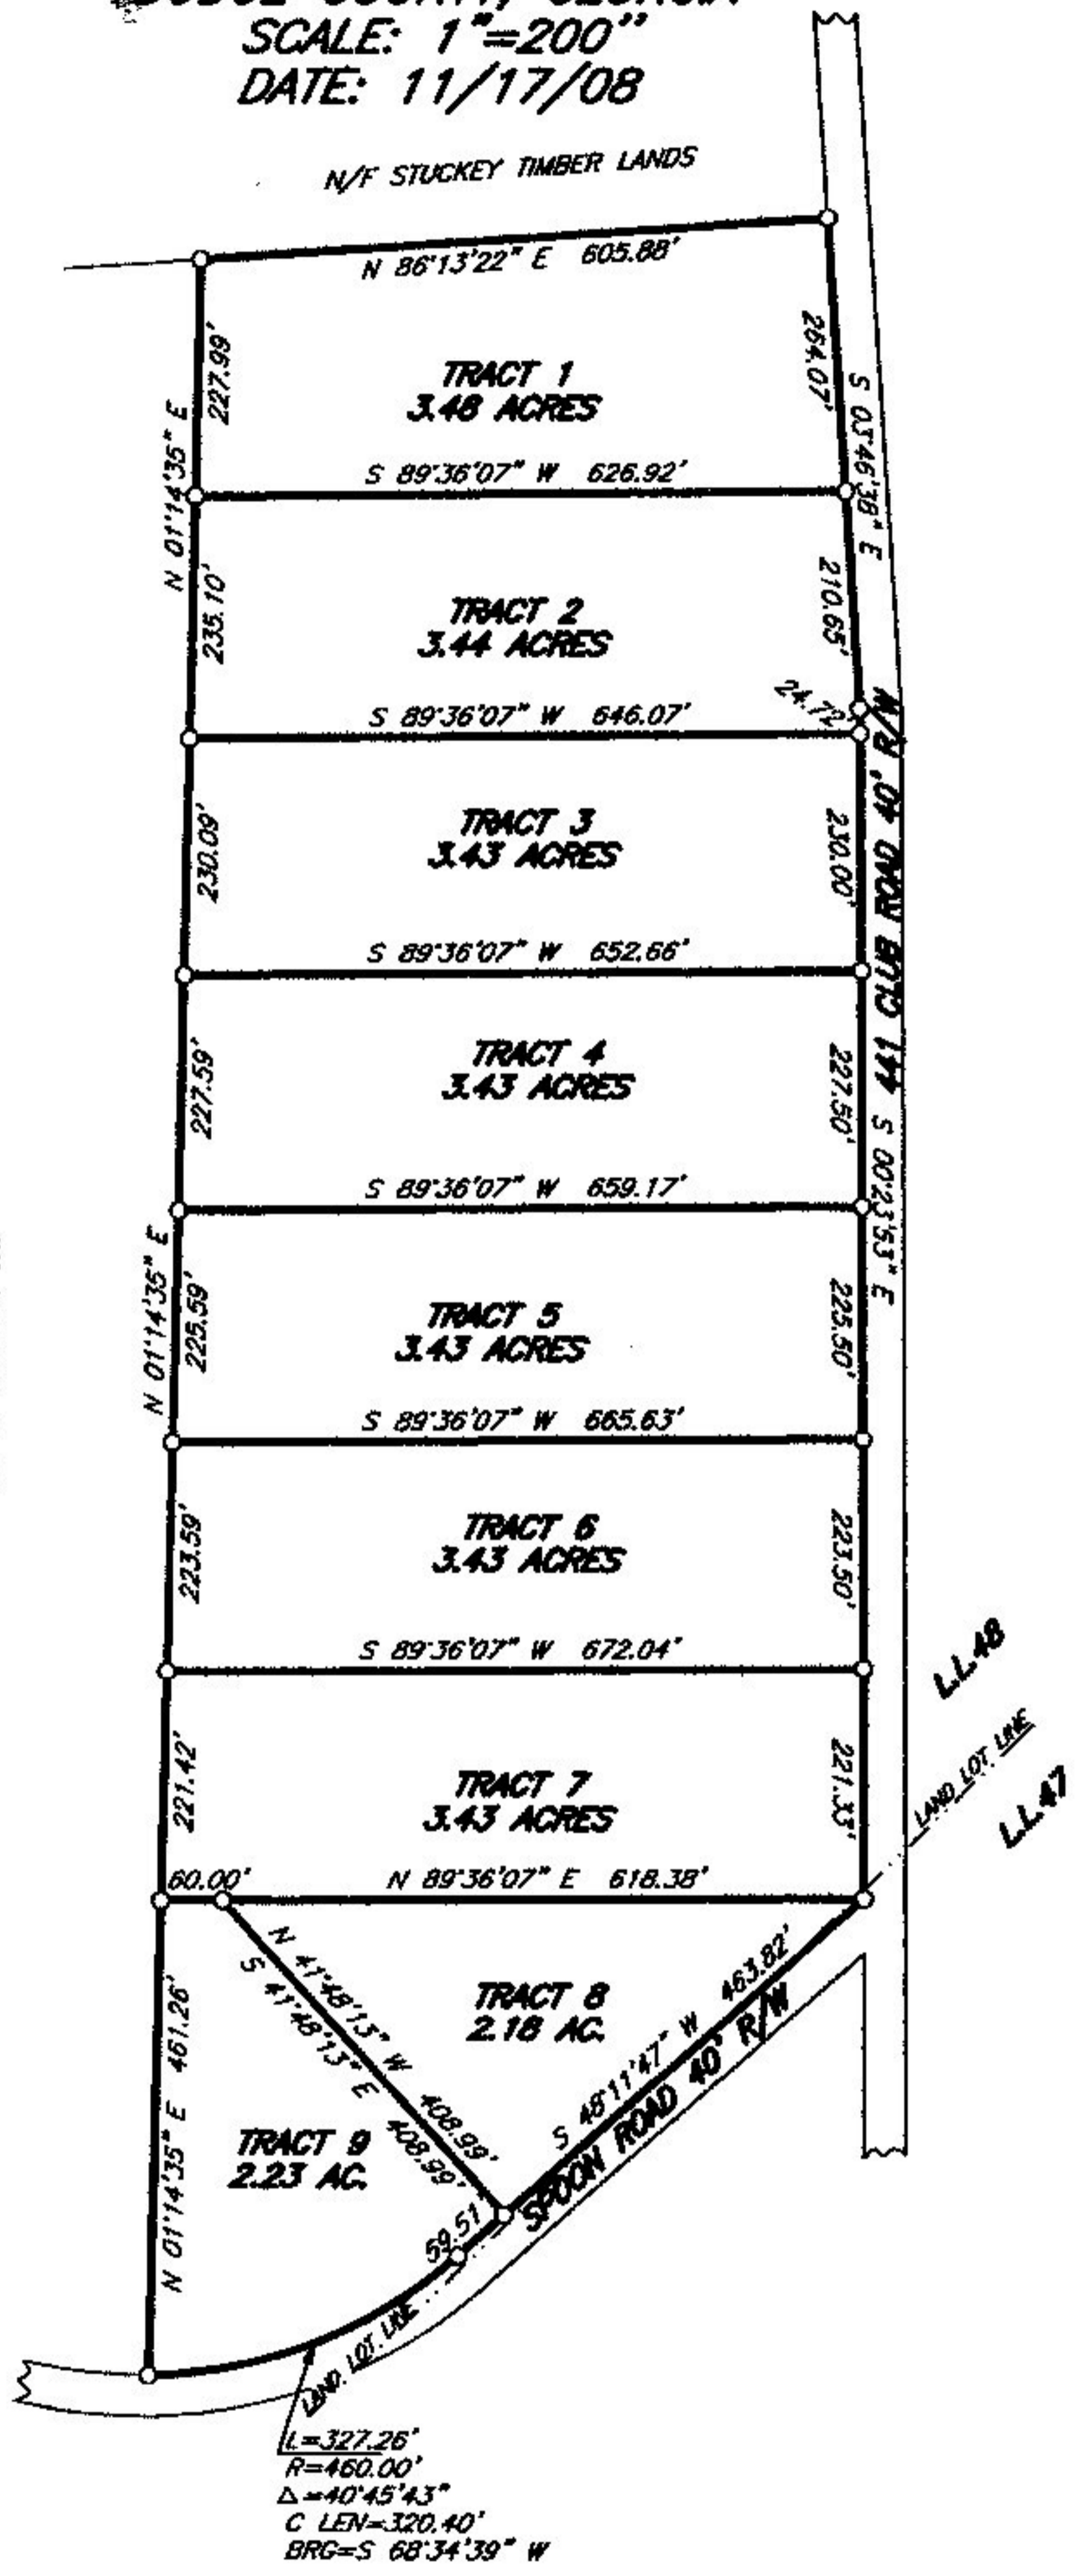 SCALE: 1"=200''
DATE: 11/17/08
N/F STUCKEY TIMBER LANDS
N 86°13'22" E 605.88'
227.99'
264.07'
TRACT 1
3.48 ACRES
S 03°46'38" E
N 01°14'35" E
S 89°36'07" W 626.92'
235.10'
210.65'
TRACT 2
3.44 ACRES
24.72'
S 89°36'07" W 646.07'
441 CLUB ROAD 40' R/W
230.09'
230.00'
TRACT 3
3.43 ACRES
S 89°36'07" W 652.66'
227.59'
227.50'
TRACT 4
3.43 ACRES
S 00°23'53" E
S 89°36'07" W 659.17'
N 01°14'35" E
225.59'
225.50'
TRACT 5
3.43 ACRES
S 89°36'07" W 665.63'
223.59'
223.50'
TRACT 6
3.43 ACRES
S 89°36'07" W 672.04'
L.L.48
LAND LOT LINE
L.L.47
221.42'
221.33'
TRACT 7
3.43 ACRES
60.00'
N 89°36'07" E 618.38'
N 41°48'13" W 408.99'
S 41°48'13" E 408.99'
TRACT 8
2.18 AC.
S 48°11'47" W 463.82'
SPOON ROAD 40' R/W
N 01°14'35" E 461.26'
TRACT 9
2.23 AC.
59.51'
LAND LOT LINE
L=327.26'
R=460.00'
Δ=40°45'43"
C LEN=320.40'
BRG=S 68°34'39" W